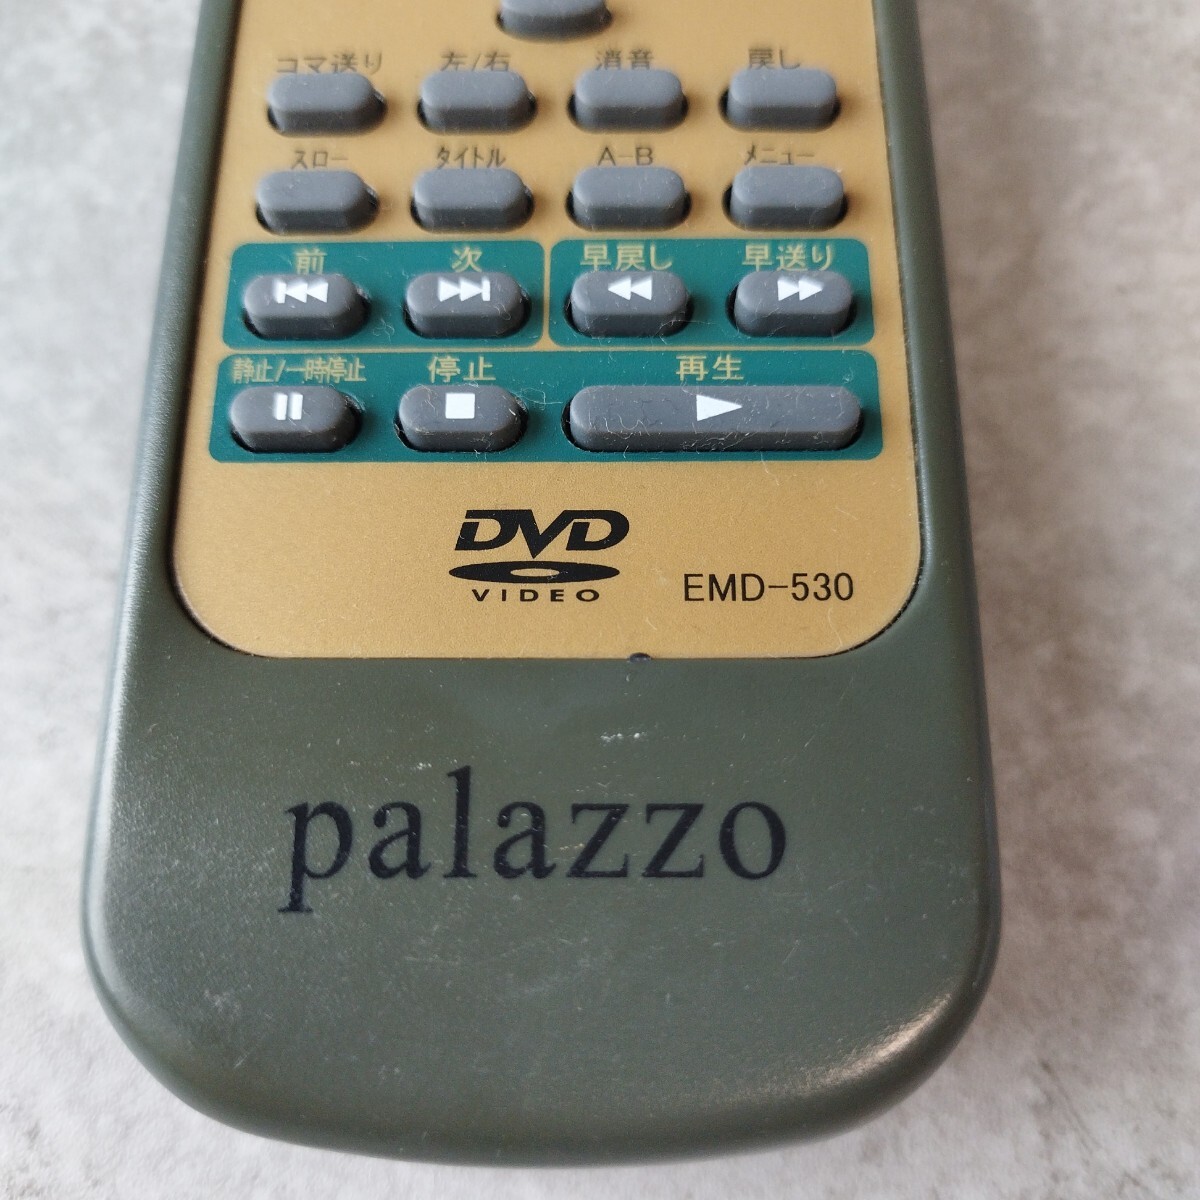 コマ送り 左/右 消音 戻し
スロー タイトル A-B メニュー
前 次 早戻し 早送り
静止/一時停止 停止 再生
DVD
VIDEO
EMD-530
palazzo